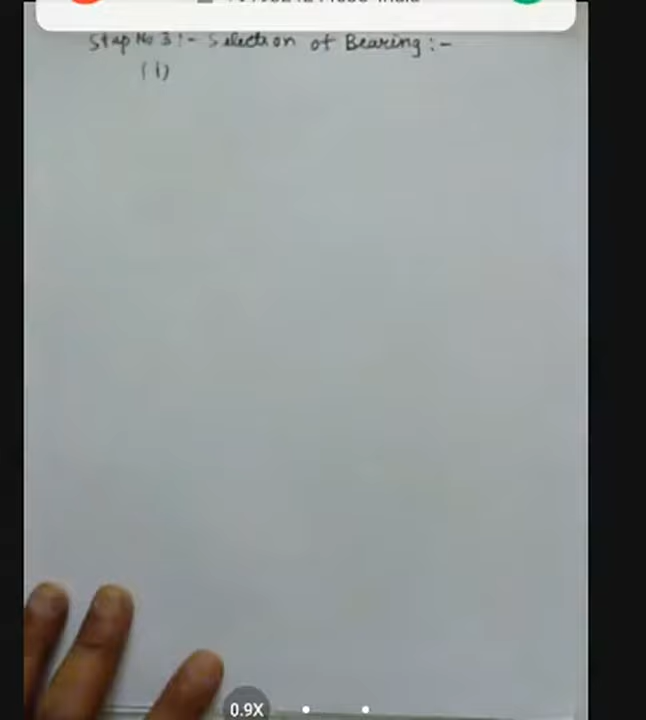 Step No 3 :- Selection of Bearing :-
(i)
0.9X